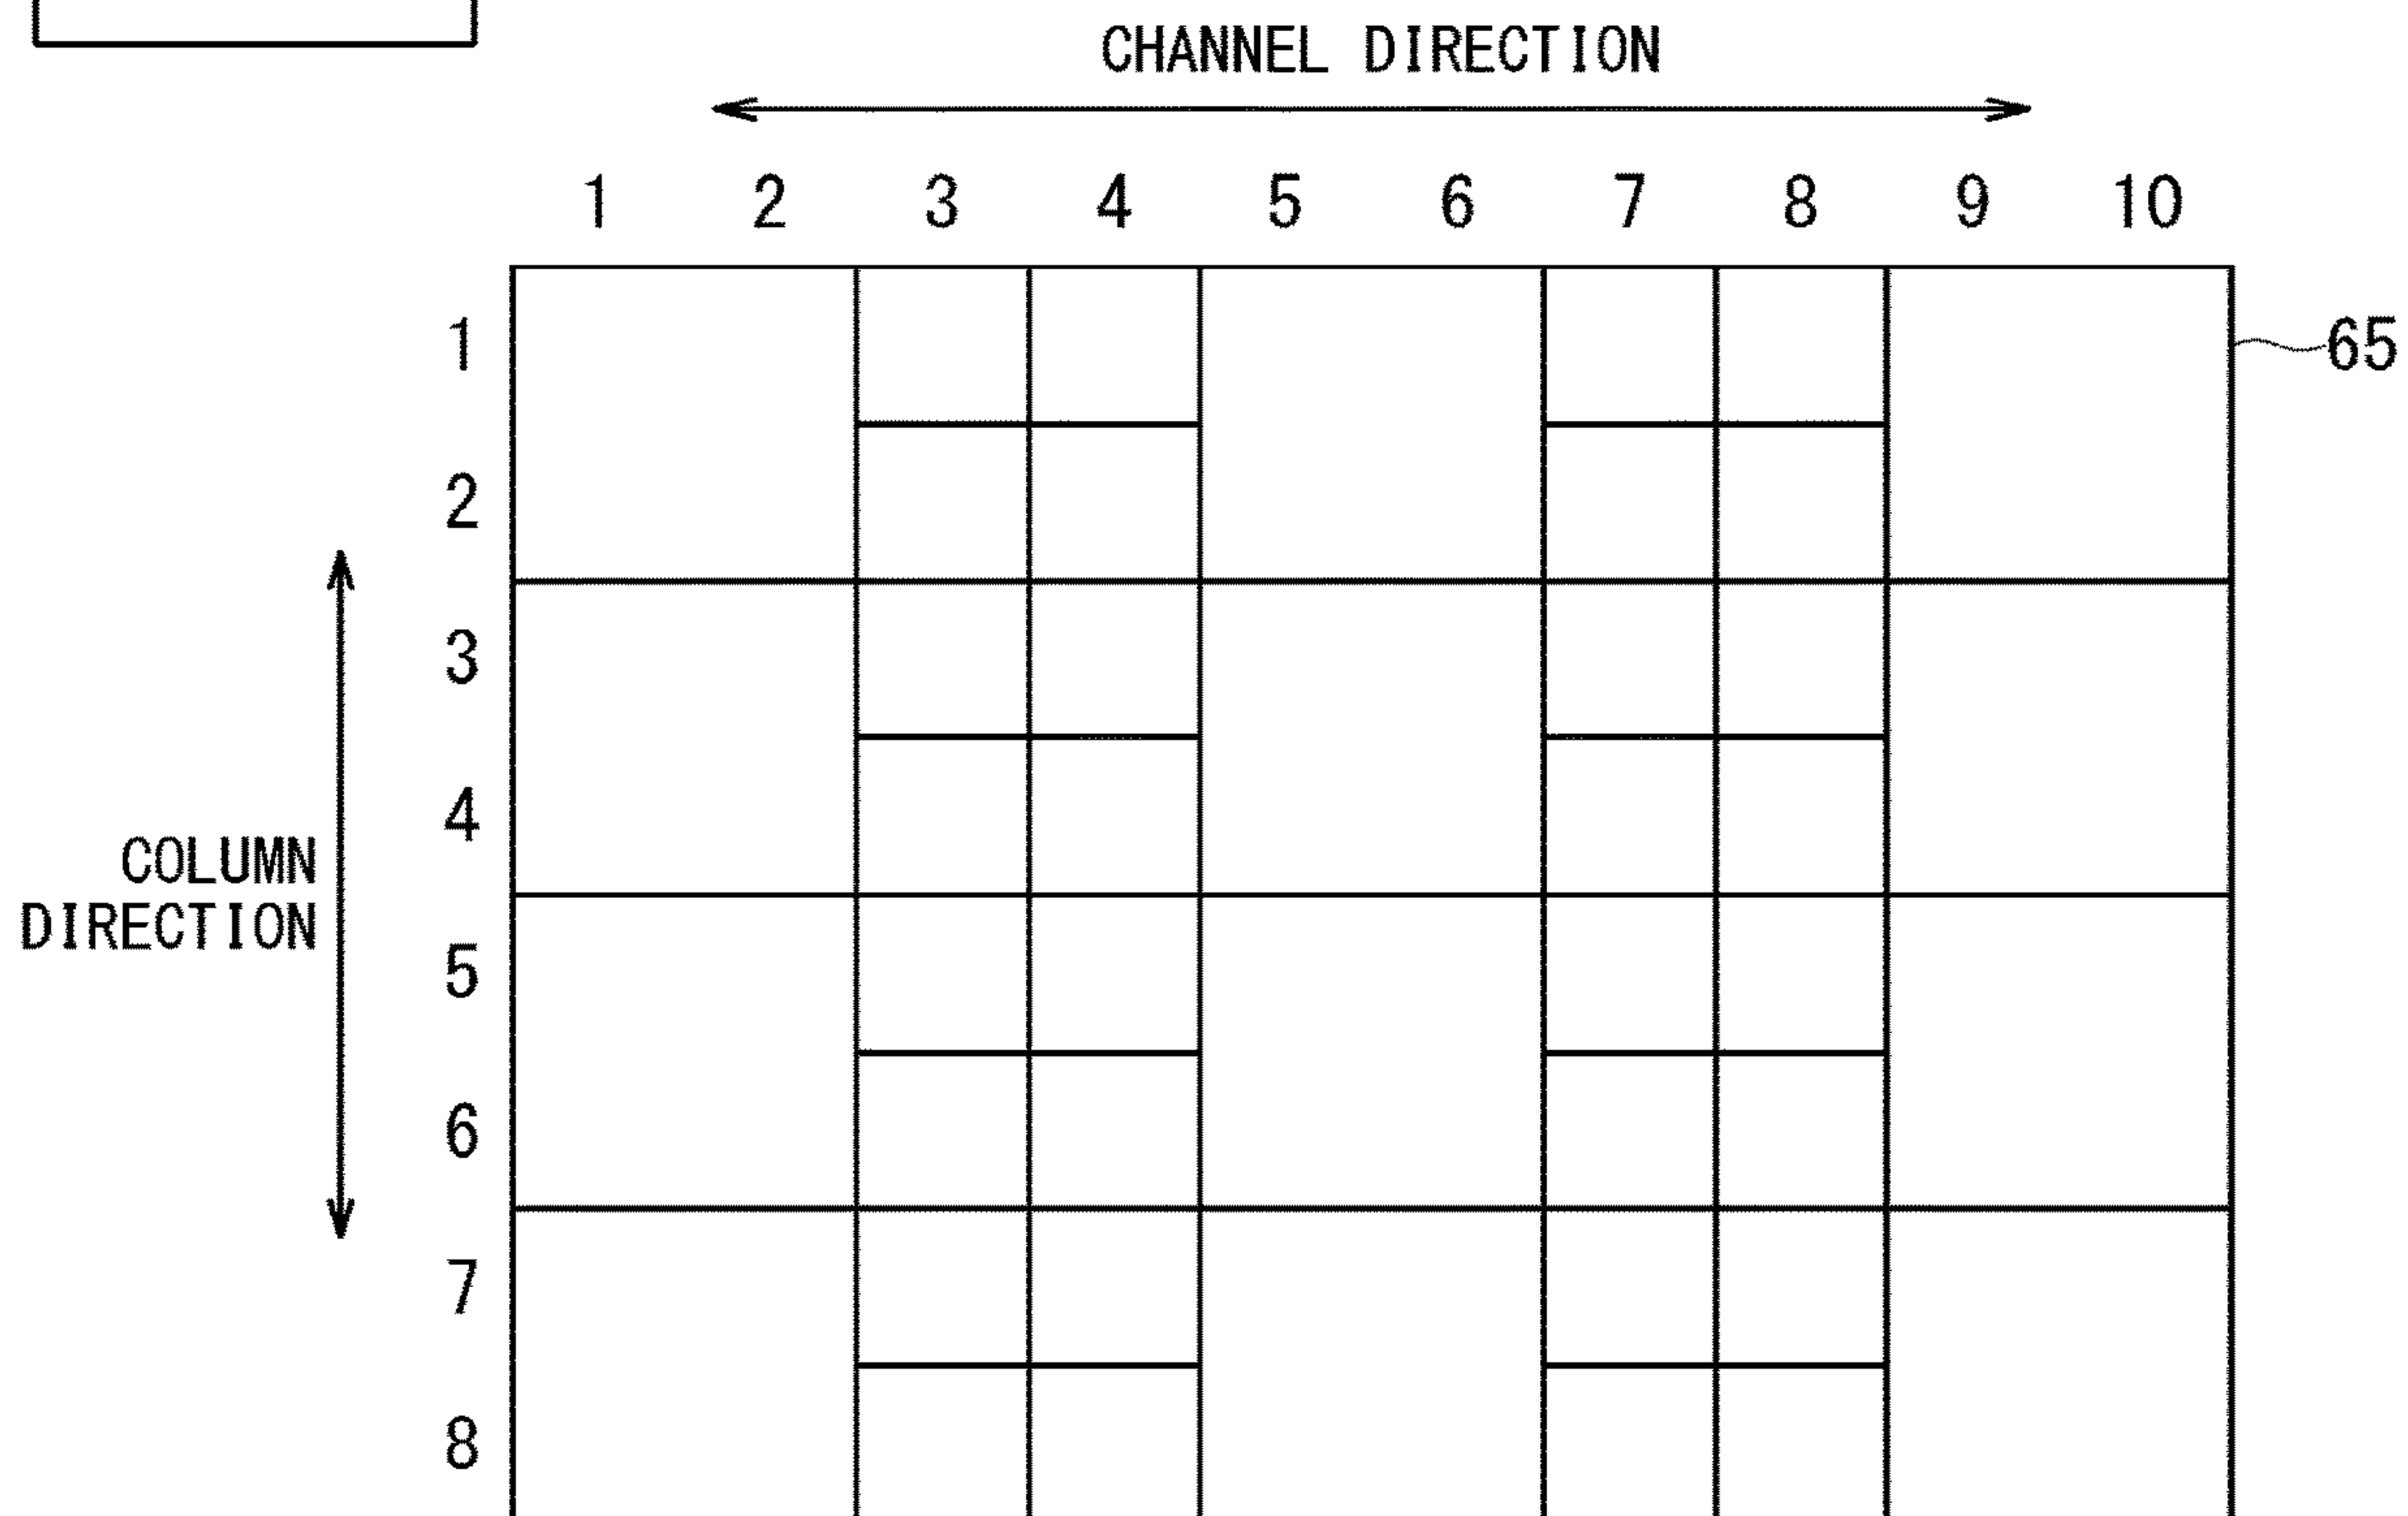 CHANNEL DIRECTION
1 2 3 4 5 6 7 8 9 10
1
65
2
3
4
COLUMN
DIRECTION
5
6
7
8